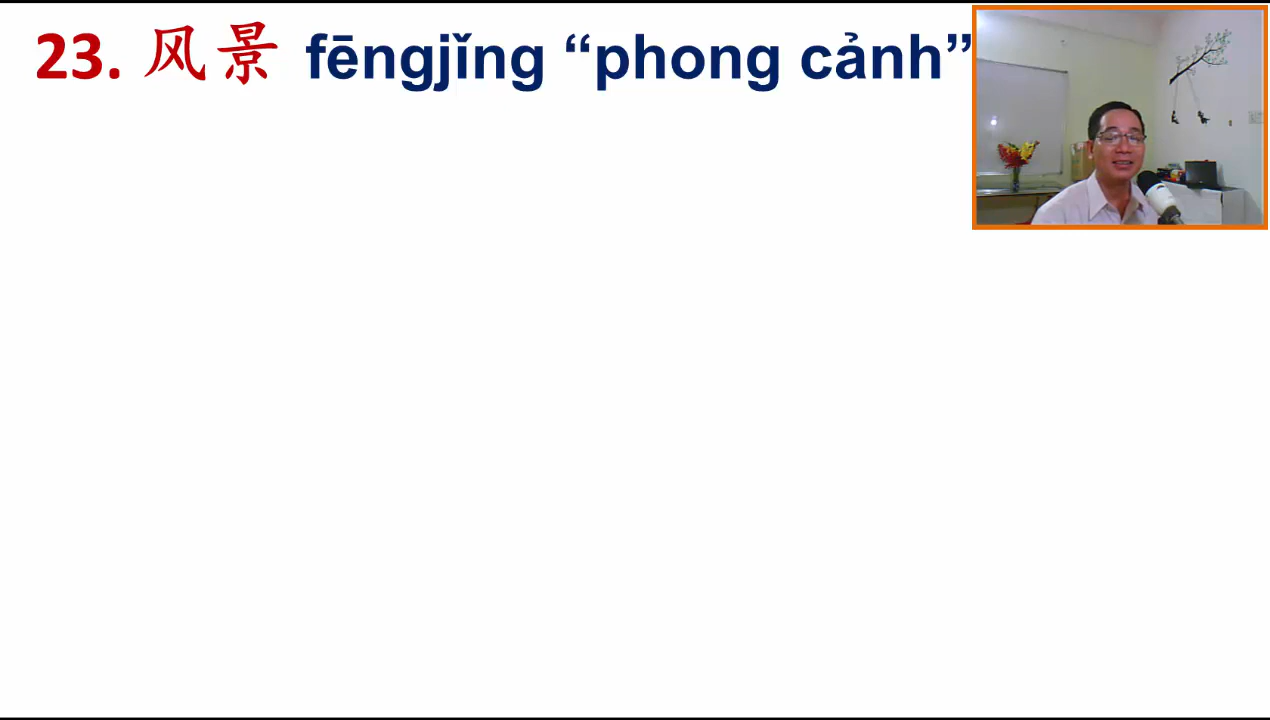 23. 风景 fēngjǐng “phong cảnh”